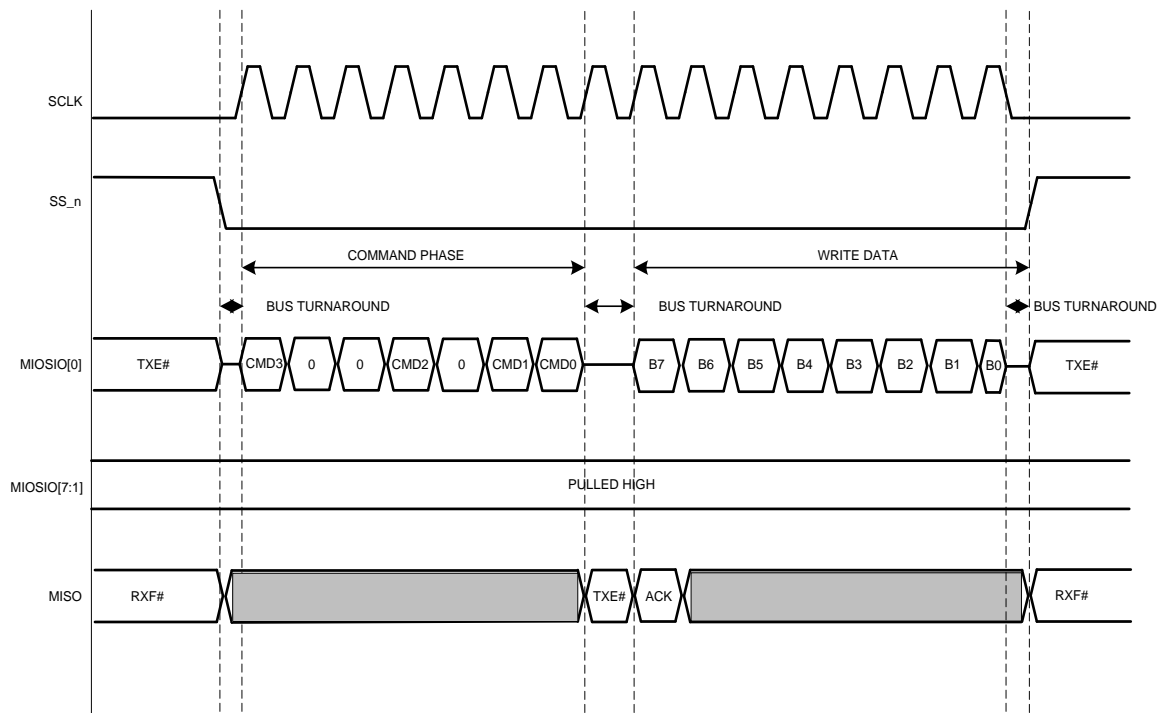 SCLK
SS_n
COMMAND PHASE WRITE DATA
BUS TURNAROUND BUS TURNAROUND BUS TURNAROUND
MIOSIO[0] TXE# CMD3 0 0 CMD2 0 CMD1 CMD0 B7 B6 B5 B4 B3 B2 B1 B0 TXE#
MIOSIO[7:1] PULLED HIGH
MISO RXF# TXE# ACK RXF#